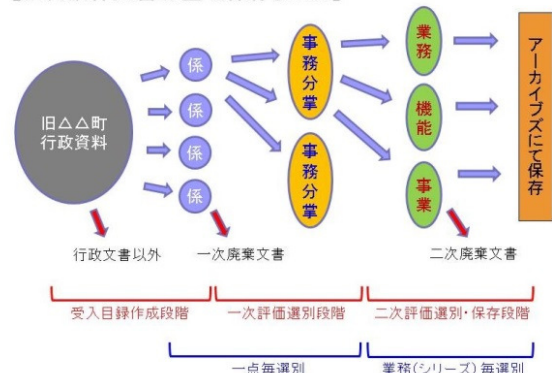 旧△△町
行政資料
係
係
係
係
事務分掌
事務分掌
業務
機能
事業
アーカイブズにて保存
行政文書以外
一次廃棄文書
二次廃棄文書
受入目録作成段階
一次評価選別段階
二次評価選別・保存段階
一点毎選別
業務(シリーズ)毎選別